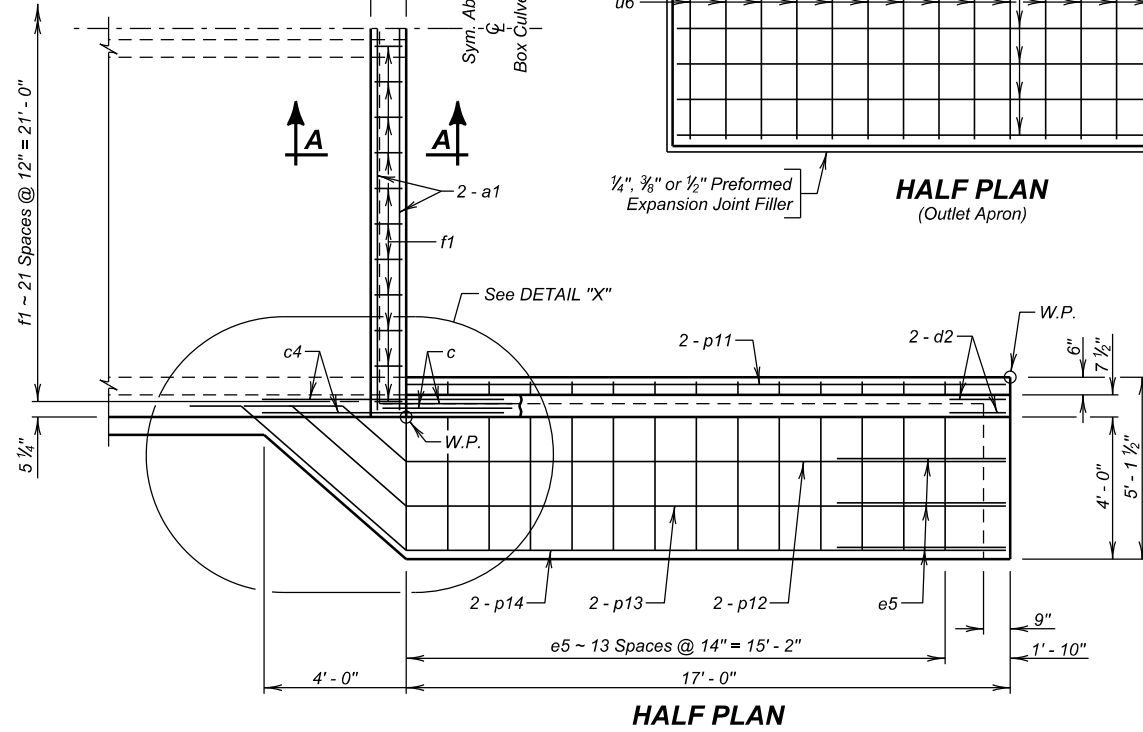 u6
Sym. Ab
℄
Box Culve
f1 ~ 21 Spaces @ 12" = 21' - 0"
A
A
2 - a1
f1
¼", ⅜" or ½" Preformed
Expansion Joint Filler
HALF PLAN
(Outlet Apron)
See DETAIL "X"
W.P.
c4
c
2 - p11
2 - d2
6"
7 ½"
W.P.
5 ¼"
4' - 0"
5' - 1 ½"
2 - p14
2 - p13
2 - p12
e5
9"
e5 ~ 13 Spaces @ 14" = 15' - 2"
1' - 10"
4' - 0"
17' - 0"
HALF PLAN